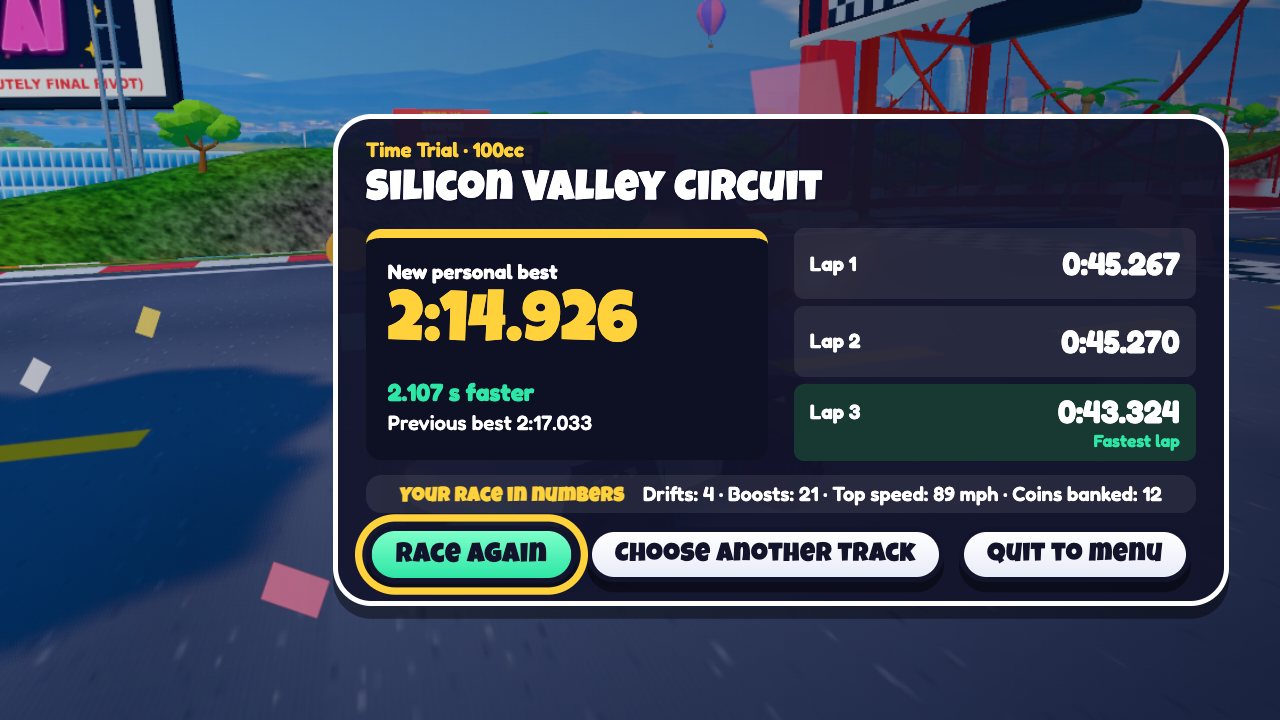 AI
UTELY FINAL PIVOT)
Time Trial · 100cc
Silicon Valley Circuit
New personal best
2:14.926
2.107 s faster
Previous best 2:17.033
Lap 1 0:45.267
Lap 2 0:45.270
Lap 3 0:43.324
Fastest lap
Your race in numbers Drifts: 4 · Boosts: 21 · Top speed: 89 mph · Coins banked: 12
Race again Choose another track Quit to menu